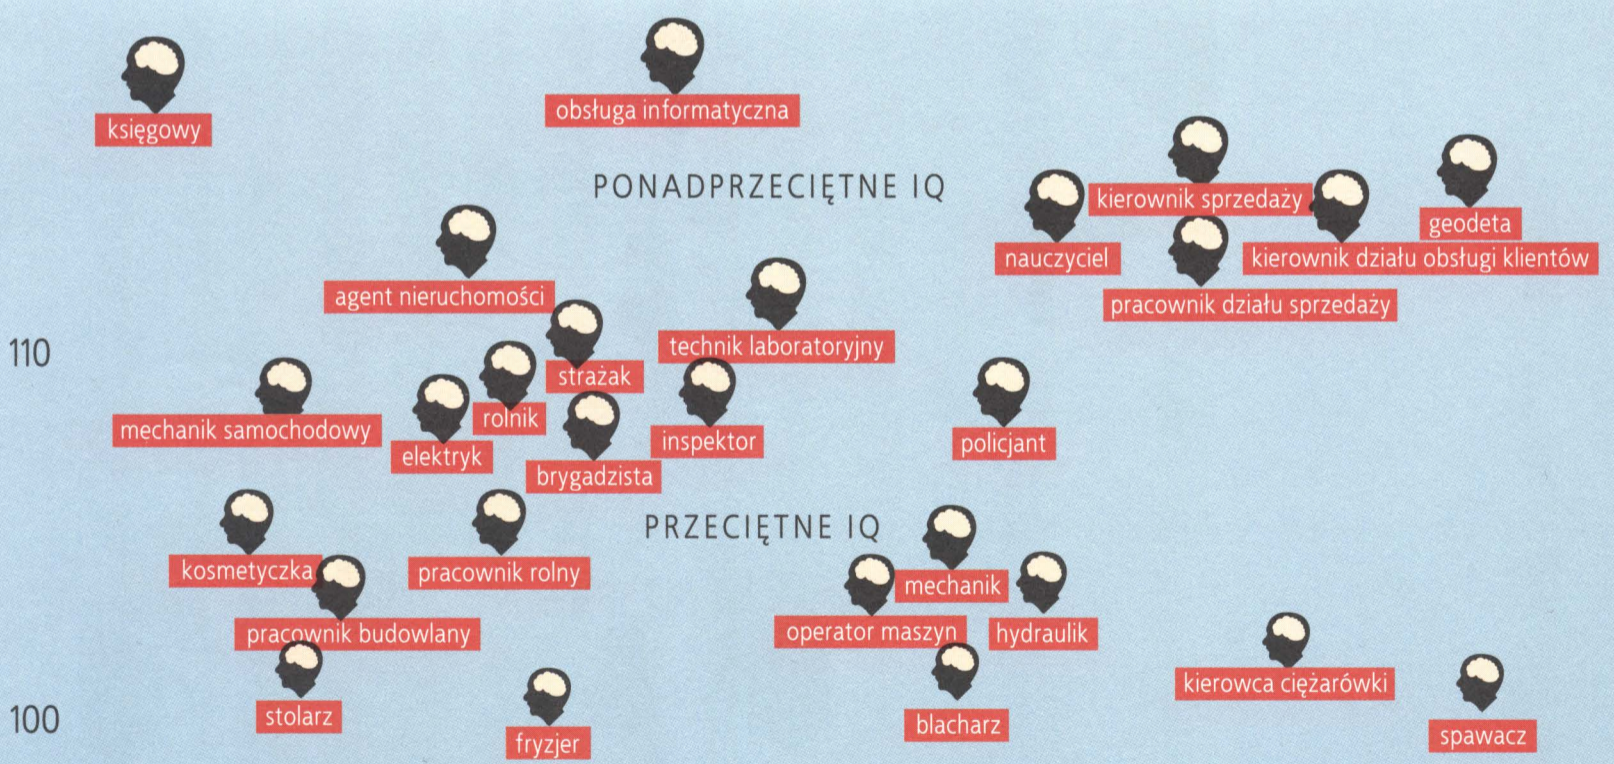 obsługa informatyczna
księgowy
PONADPRZECIĘTNE IQ
kierownik sprzedaży
geodeta
nauczyciel
kierownik działu obsługi klientów
agent nieruchomości
pracownik działu sprzedaży
technik laboratoryjny
110
strażak
rolnik
mechanik samochodowy
inspektor
policjant
elektryk
brygadzista
PRZECIĘTNE IQ
kosmetyczka
pracownik rolny
mechanik
pracownik budowlany
operator maszyn
hydraulik
kierowca ciężarówki
stolarz
100
blacharz
spawacz
fryzjer